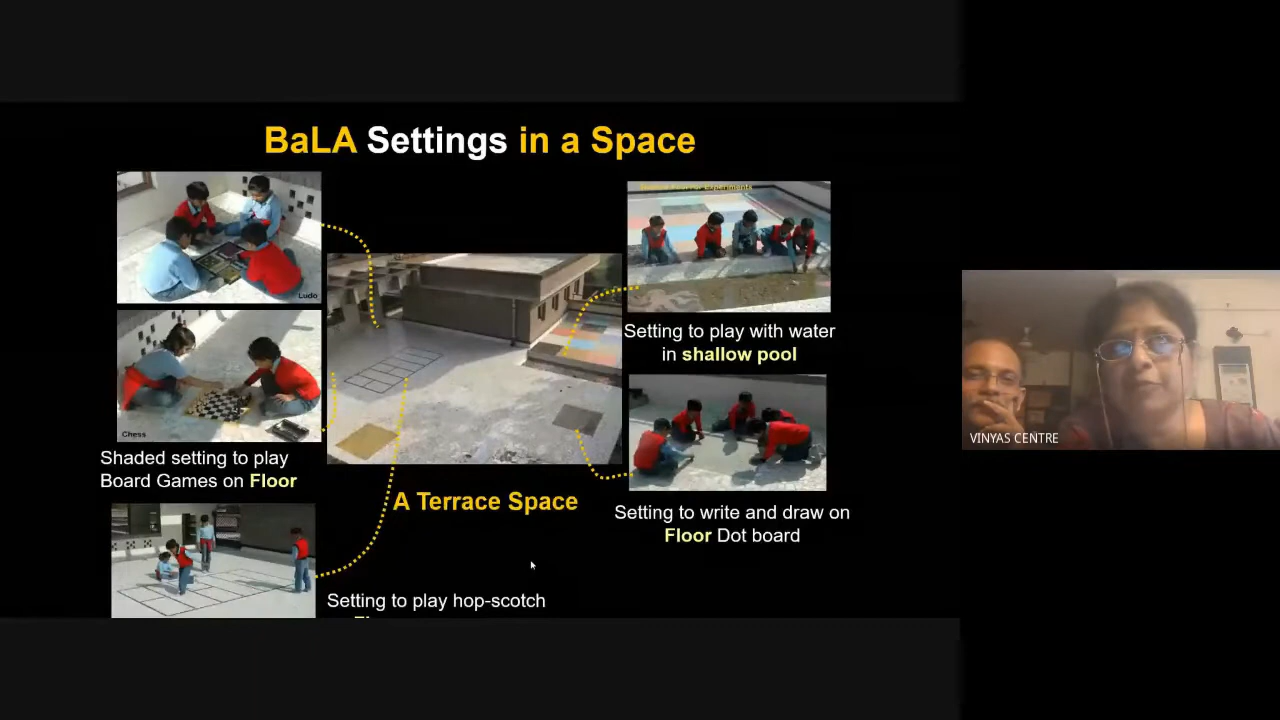 BaLA Settings in a Space
Ludo
Chess
Shaded setting to play
Board Games on Floor
A Terrace Space
Setting to play hop-scotch
for Experiments
Setting to play with water
in shallow pool
Setting to write and draw on
Floor Dot board
VINYAS CENTRE